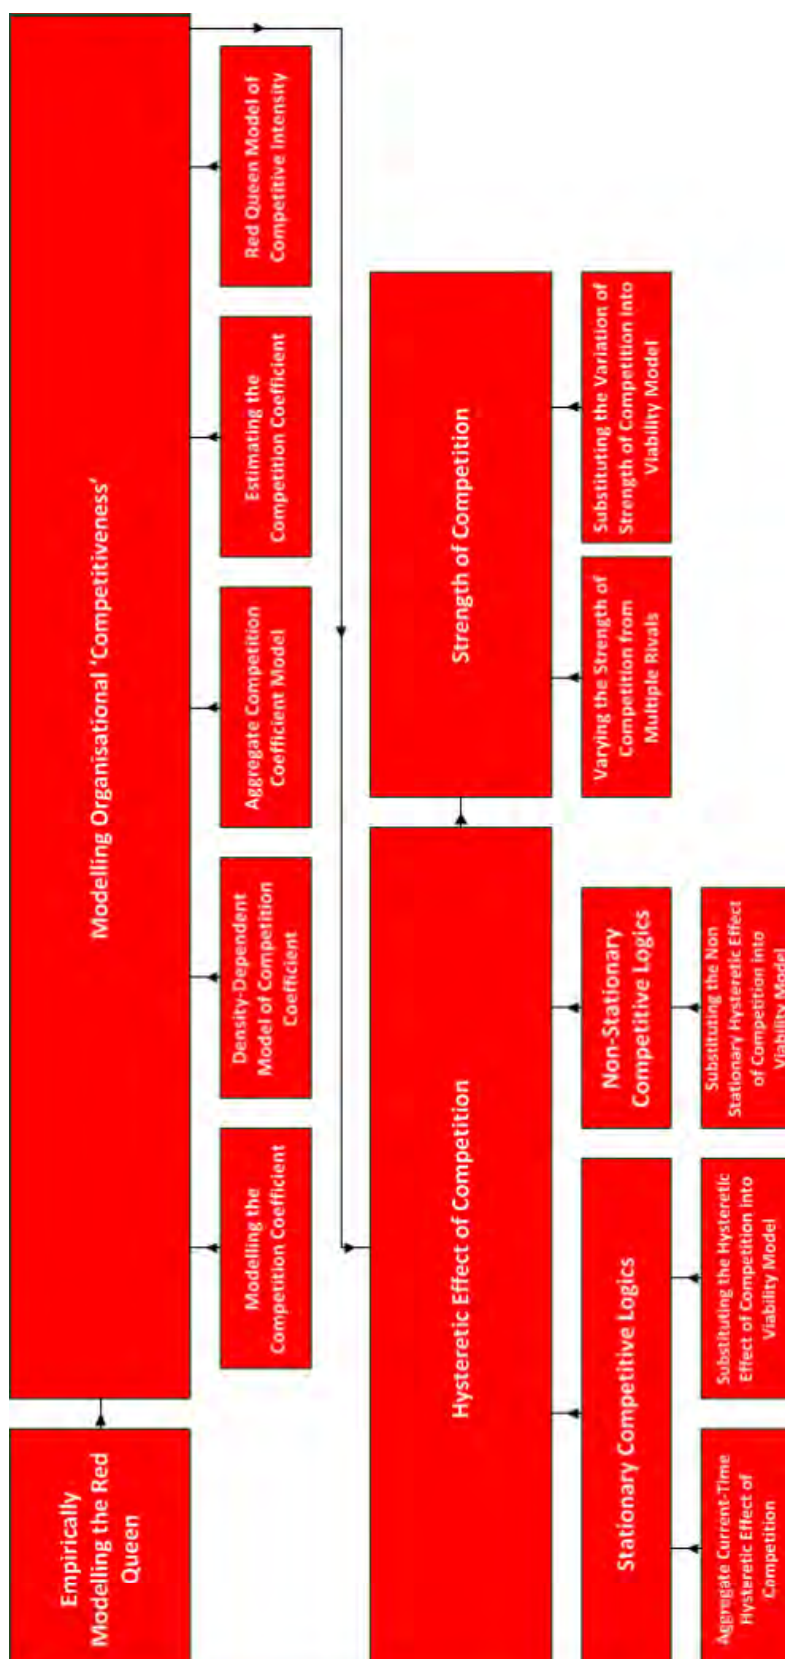 Empirically
Modelling the Red
Queen
Modelling Organisational ‘Competitiveness‘
Modelling the
Competition Coefficient
Density-Dependent
Model of Competition
Coefficient
Aggregate Competition
Coefficient Model
Estimating the
Competition Coefficient
Red Queen Model of
Competitive Intensity
Hysteretic Effect of Competition
Strength of Competition
Stationary Competitive Logics
Non-Stationary
Competitive Logics
Varying the Strength of
Competition from
Multiple Rivals
Substituting the Variation of
Strength of Competition into
Viability Model
Aggregate Current-Time
Hysteretic Effect of
Competition
Substituting the Hysteretic
Effect of Competition into
Viability Model
Substituting the Non
Stationary Hysteretic Effect
of Competition into
Viability Model